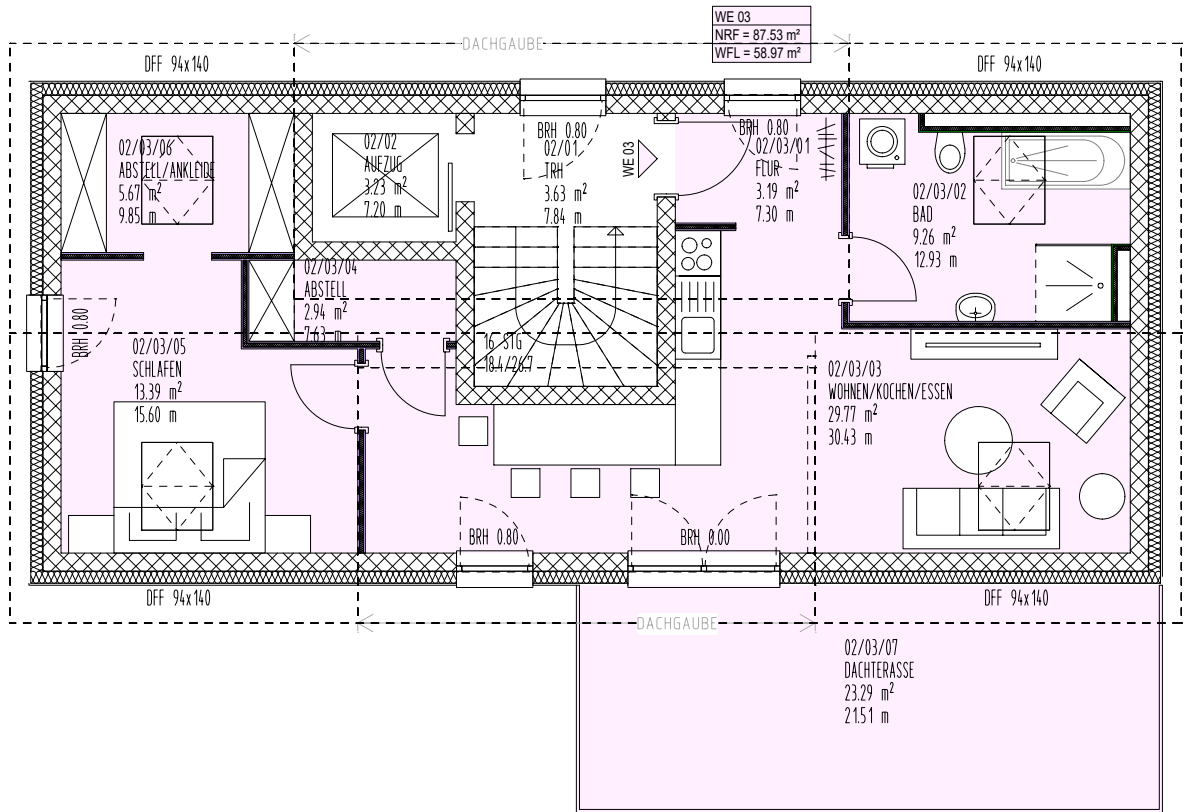 WE 03
NRF = 87.53 m²
WFL = 58.97 m²
DACHGAUBE
DFF 94x140
DFF 94x140
02/03/06
ABSTELL/ANKLEIDE
5.67 m²
9.85 m
02/02
AUFZUG
3.23 m²
7.20 m
BRH 0.80
02/01
TRH
3.63 m²
7.84 m
WE 03
BRH 0.80
02/03/01
FLUR
3.19 m²
7.30 m
02/03/02
BAD
9.26 m²
12.93 m
02/03/04
ABSTELL
2.94 m²
7.63 m
BRH 0.80
02/03/05
SCHLAFEN
13.39 m²
15.60 m
16 STG
18.4/26.7
02/03/03
WOHNEN/KOCHEN/ESSEN
29.77 m²
30.43 m
BRH 0.80
BRH 0.00
DFF 94x140
DFF 94x140
DACHGAUBE
02/03/07
DACHTERASSE
23.29 m²
21.51 m